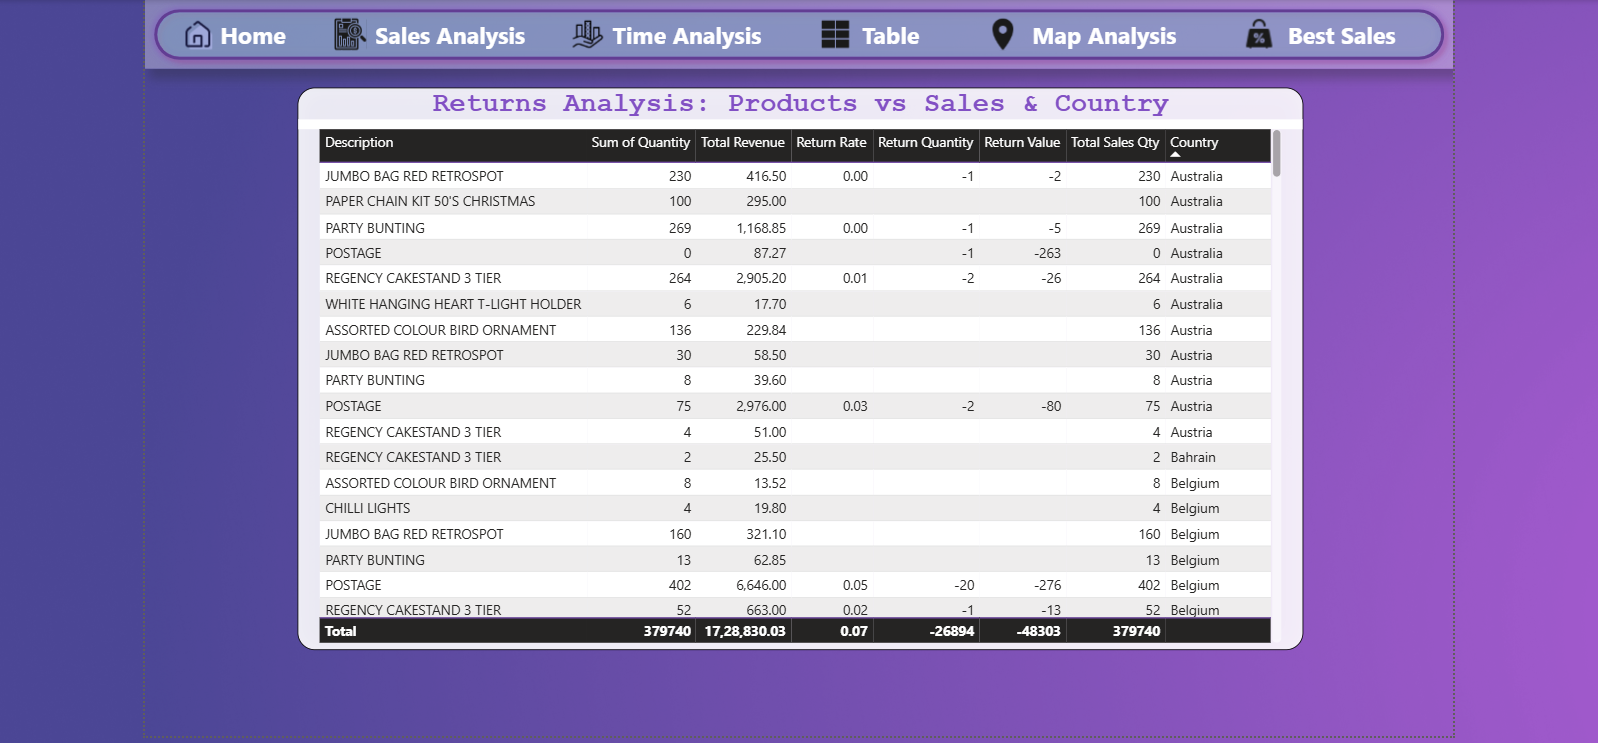 Home Sales Analysis Time Analysis Table Map Analysis Best Sales
Returns Analysis: Products vs Sales & Country
Description Sum of Quantity Total Revenue Return Rate Return Quantity Return Value Total Sales Qty Country
JUMBO BAG RED RETROSPOT 230 416.50 0.00 -1 -2 230 Australia
PAPER CHAIN KIT 50'S CHRISTMAS 100 295.00 100 Australia
PARTY BUNTING 269 1,168.85 0.00 -1 -5 269 Australia
POSTAGE 0 87.27 -1 -263 0 Australia
REGENCY CAKESTAND 3 TIER 264 2,905.20 0.01 -2 -26 264 Australia
WHITE HANGING HEART T-LIGHT HOLDER 6 17.70 6 Australia
ASSORTED COLOUR BIRD ORNAMENT 136 229.84 136 Austria
JUMBO BAG RED RETROSPOT 30 58.50 30 Austria
PARTY BUNTING 8 39.60 8 Austria
POSTAGE 75 2,976.00 0.03 -2 -80 75 Austria
REGENCY CAKESTAND 3 TIER 4 51.00 4 Austria
REGENCY CAKESTAND 3 TIER 2 25.50 2 Bahrain
ASSORTED COLOUR BIRD ORNAMENT 8 13.52 8 Belgium
CHILLI LIGHTS 4 19.80 4 Belgium
JUMBO BAG RED RETROSPOT 160 321.10 160 Belgium
PARTY BUNTING 13 62.85 13 Belgium
POSTAGE 402 6,646.00 0.05 -20 -276 402 Belgium
REGENCY CAKESTAND 3 TIER 52 663.00 0.02 -1 -13 52 Belgium
Total 379740 17,28,830.03 0.07 -26894 -48303 379740